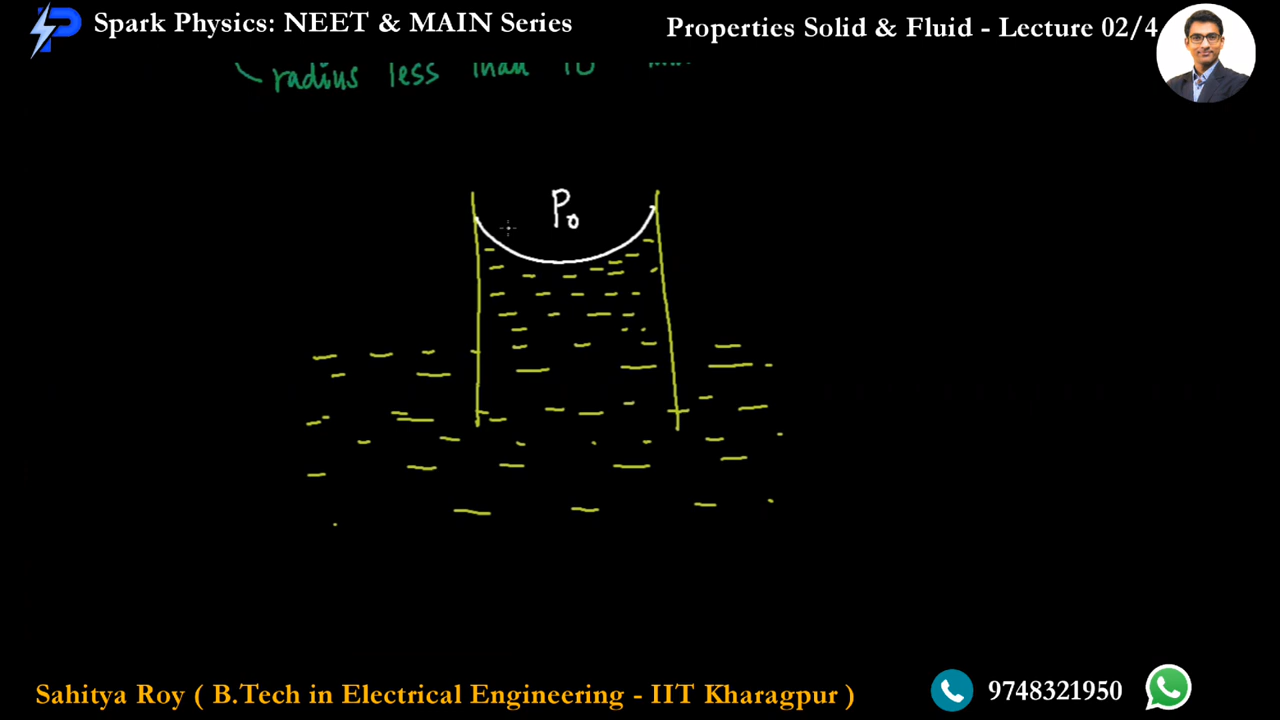 Spark Physics: NEET & MAIN Series
Properties Solid & Fluid - Lecture 02/4
radius less than 10
P₀
Sahitya Roy ( B.Tech in Electrical Engineering - IIT Kharagpur )
9748321950